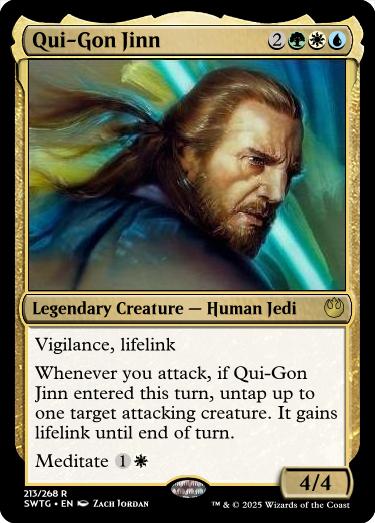 Qui-Gon Jinn 2
Legendary Creature — Human Jedi
Vigilance, lifelink
Whenever you attack, if Qui-Gon
Jinn entered this turn, untap up to
one target attacking creature. It gains
lifelink until end of turn.
Meditate 1
4/4
213/268 R
SWTG • EN Zach Jordan
™ & © 2025 Wizards of the Coast